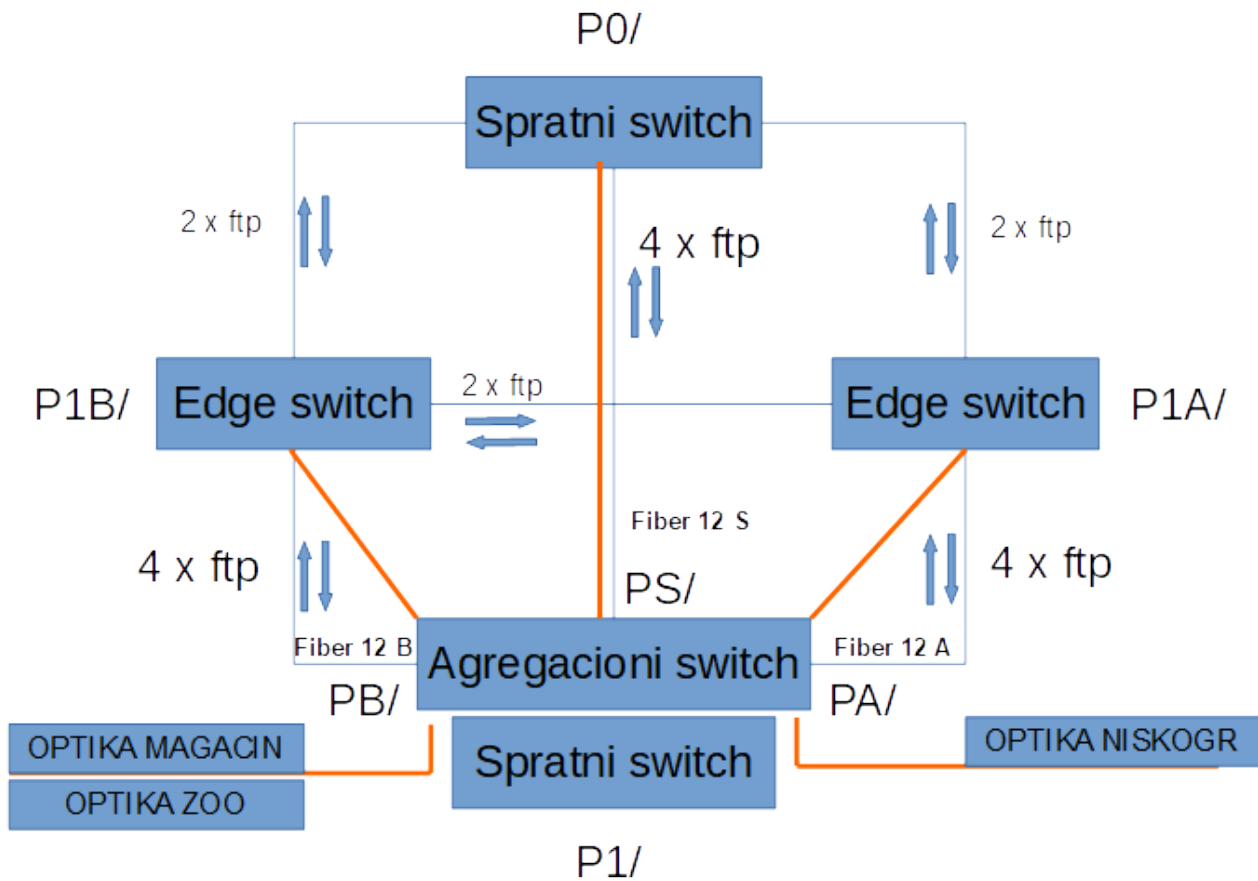 P0/
Spratni switch
2 x ftp
4 x ftp
2 x ftp
P1B/
Edge switch
2 x ftp
Edge switch
P1A/
Fiber 12 S
4 x ftp
PS/
4 x ftp
Fiber 12 B
Agregacioni switch
Fiber 12 A
PB/
PA/
OPTIKA MAGACIN
Spratni switch
OPTIKA NISKOGR
OPTIKA ZOO
P1/